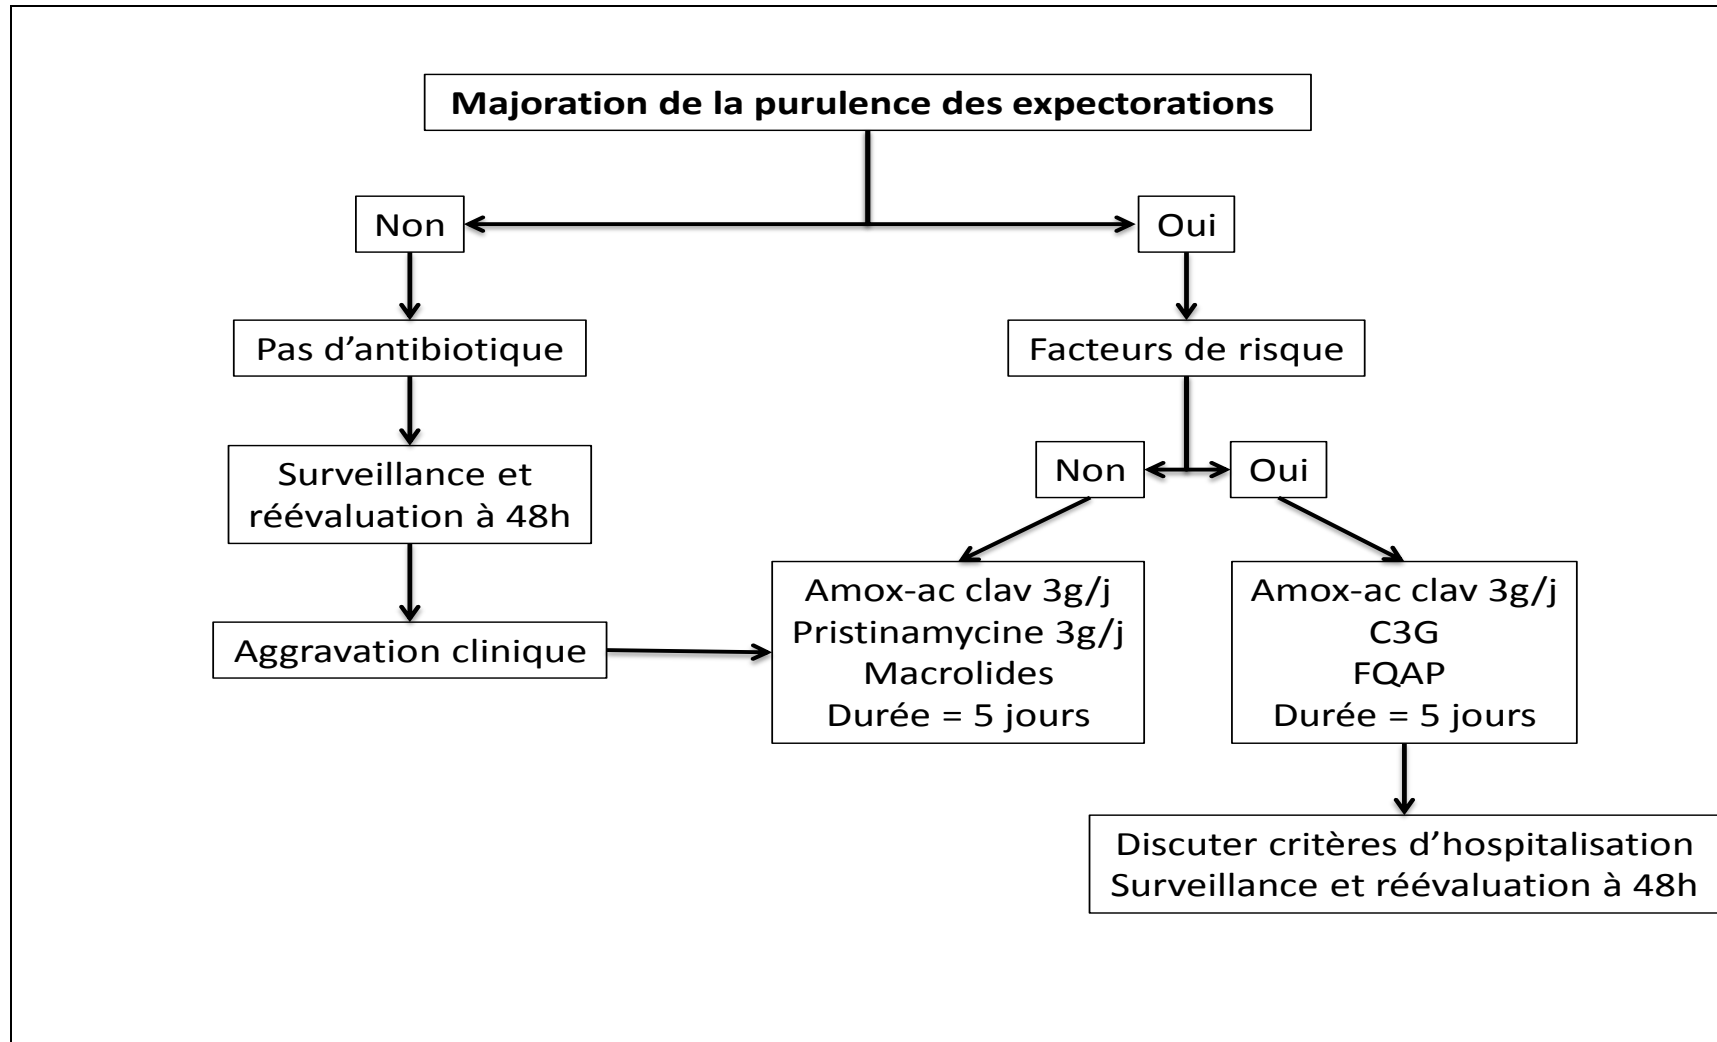 Majoration de la purulence des expectorations
Non
Oui
Pas d’antibiotique
Facteurs de risque
Surveillance et
réévaluation à 48h
Non
Oui
Aggravation clinique
Amox-ac clav 3g/j
Pristinamycine 3g/j
Macrolides
Durée = 5 jours
Amox-ac clav 3g/j
C3G
FQAP
Durée = 5 jours
Discuter critères d’hospitalisation
Surveillance et réévaluation à 48h